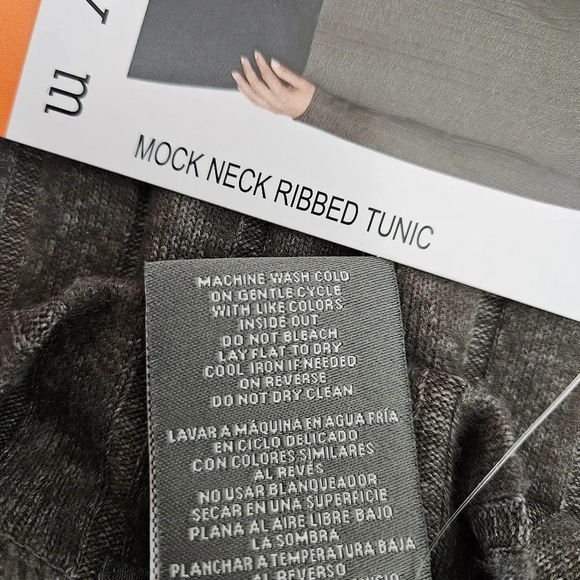 MOCK NECK RIBBED TUNIC
MACHINE WASH COLD
ON GENTLE CYCLE
WITH LIKE COLORS
INSIDE OUT
DO NOT BLEACH
LAY FLAT TO DRY
COOL IRON IF NEEDED
ON REVERSE
DO NOT DRY CLEAN
LAVAR A MÁQUINA EN AGUA FRÍA
EN CICLO DELICADO
CON COLORES SIMILARES
AL REVÉS
NO USAR BLANQUEADOR
SECAR EN UNA SUPERFICIE
PLANA AL AIRE LIBRE BAJO
LA SOMBRA
PLANCHAR A TEMPERATURA BAJA
AL REVERSO